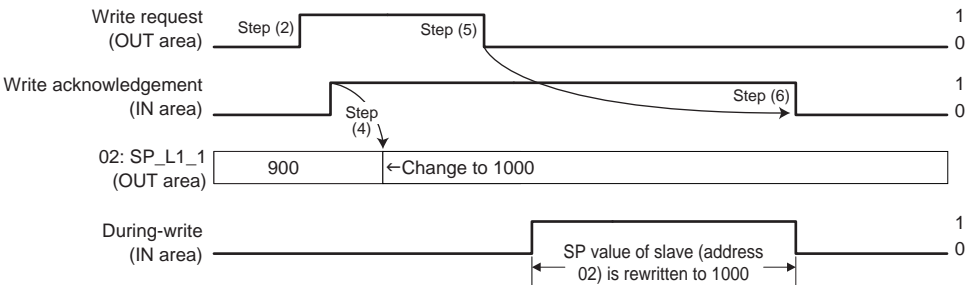 Write request
(OUT area)
Step (2)
Step (5)
1
0
Write acknowledgement
(IN area)
Step
(4)
Step (6)
1
0
02: SP_L1_1
(OUT area)
900
←Change to 1000
During-write
(IN area)
SP value of slave (address
02) is rewritten to 1000
1
0